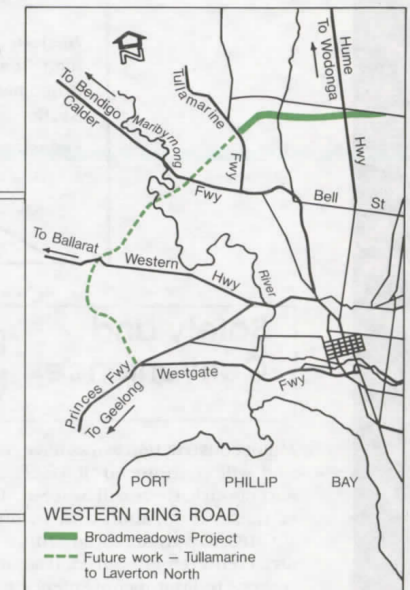 N
To Wodonga
Hume
Hwy
Tullamarine
Fwy
To Bendigo
Calder
Fwy
Maribyrnong
River
Bell St
To Ballarat
Western Hwy
Princes Fwy
To Geelong
Westgate Fwy
PORT PHILLIP BAY
WESTERN RING ROAD
Broadmeadows Project
Future work – Tullamarine
to Laverton North